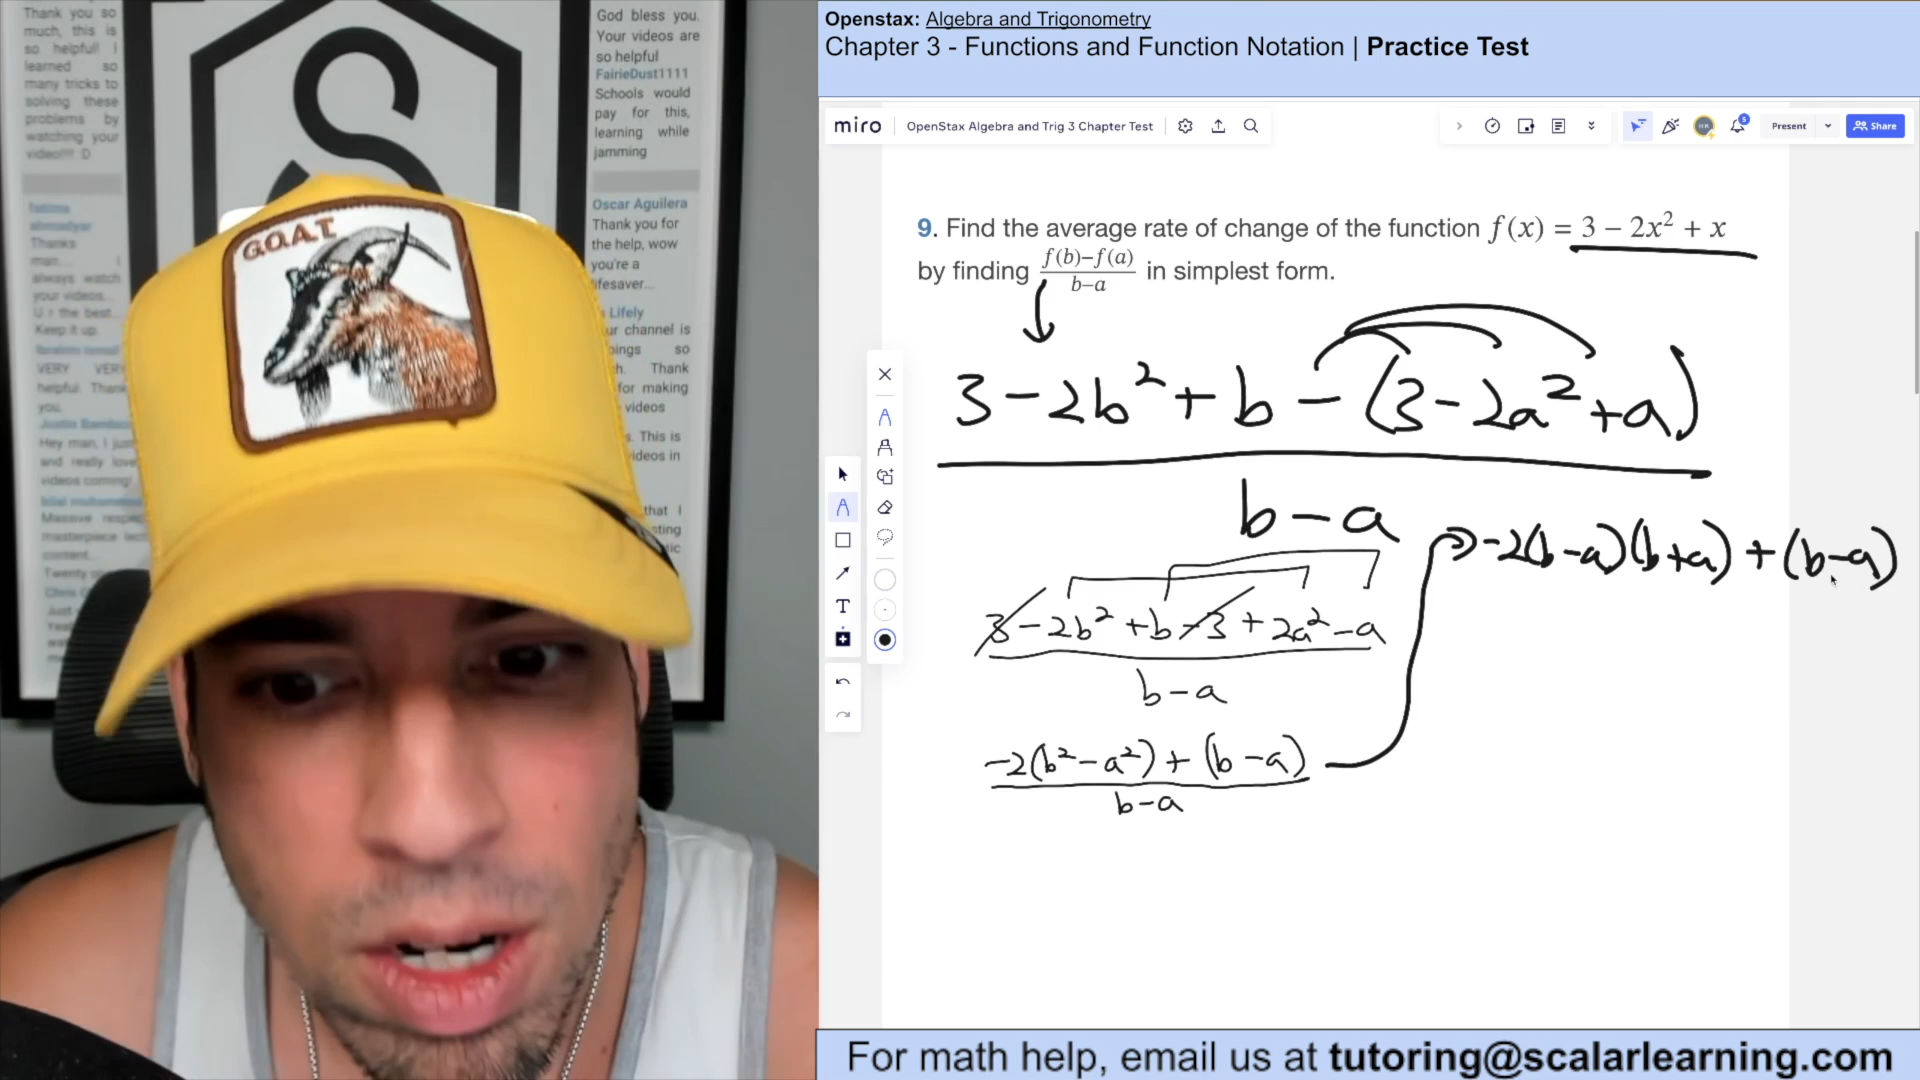 Thank you so
much, this is
so helpful! I
learned so
many tricks to
solving these
problems by
watching your
video!!!! :D
God bless you.
Your videos are
so helpful
FairieDust1111
Schools would
pay for this,
learning while
jamming
Oscar Aguilera
Thank you for
the help, wow
you're a
lifesaver...
Lifely
G.O.A.T
Openstax: Algebra and Trigonometry
Chapter 3 - Functions and Function Notation | Practice Test
miro OpenStax Algebra and Trig 3 Chapter Test
5 Present Share
9. Find the average rate of change of the function f(x) = 3 − 2x² + x
by finding f(b)−f(a)/b−a in simplest form.
3 − 2b² + b − (3 − 2a² + a)
b − a
−2(b−a)(b+a) + (b−a)
3 − 2b² + b − 3 + 2a² − a
b − a
−2(b² − a²) + (b − a)
b − a
For math help, email us at tutoring@scalarlearning.com